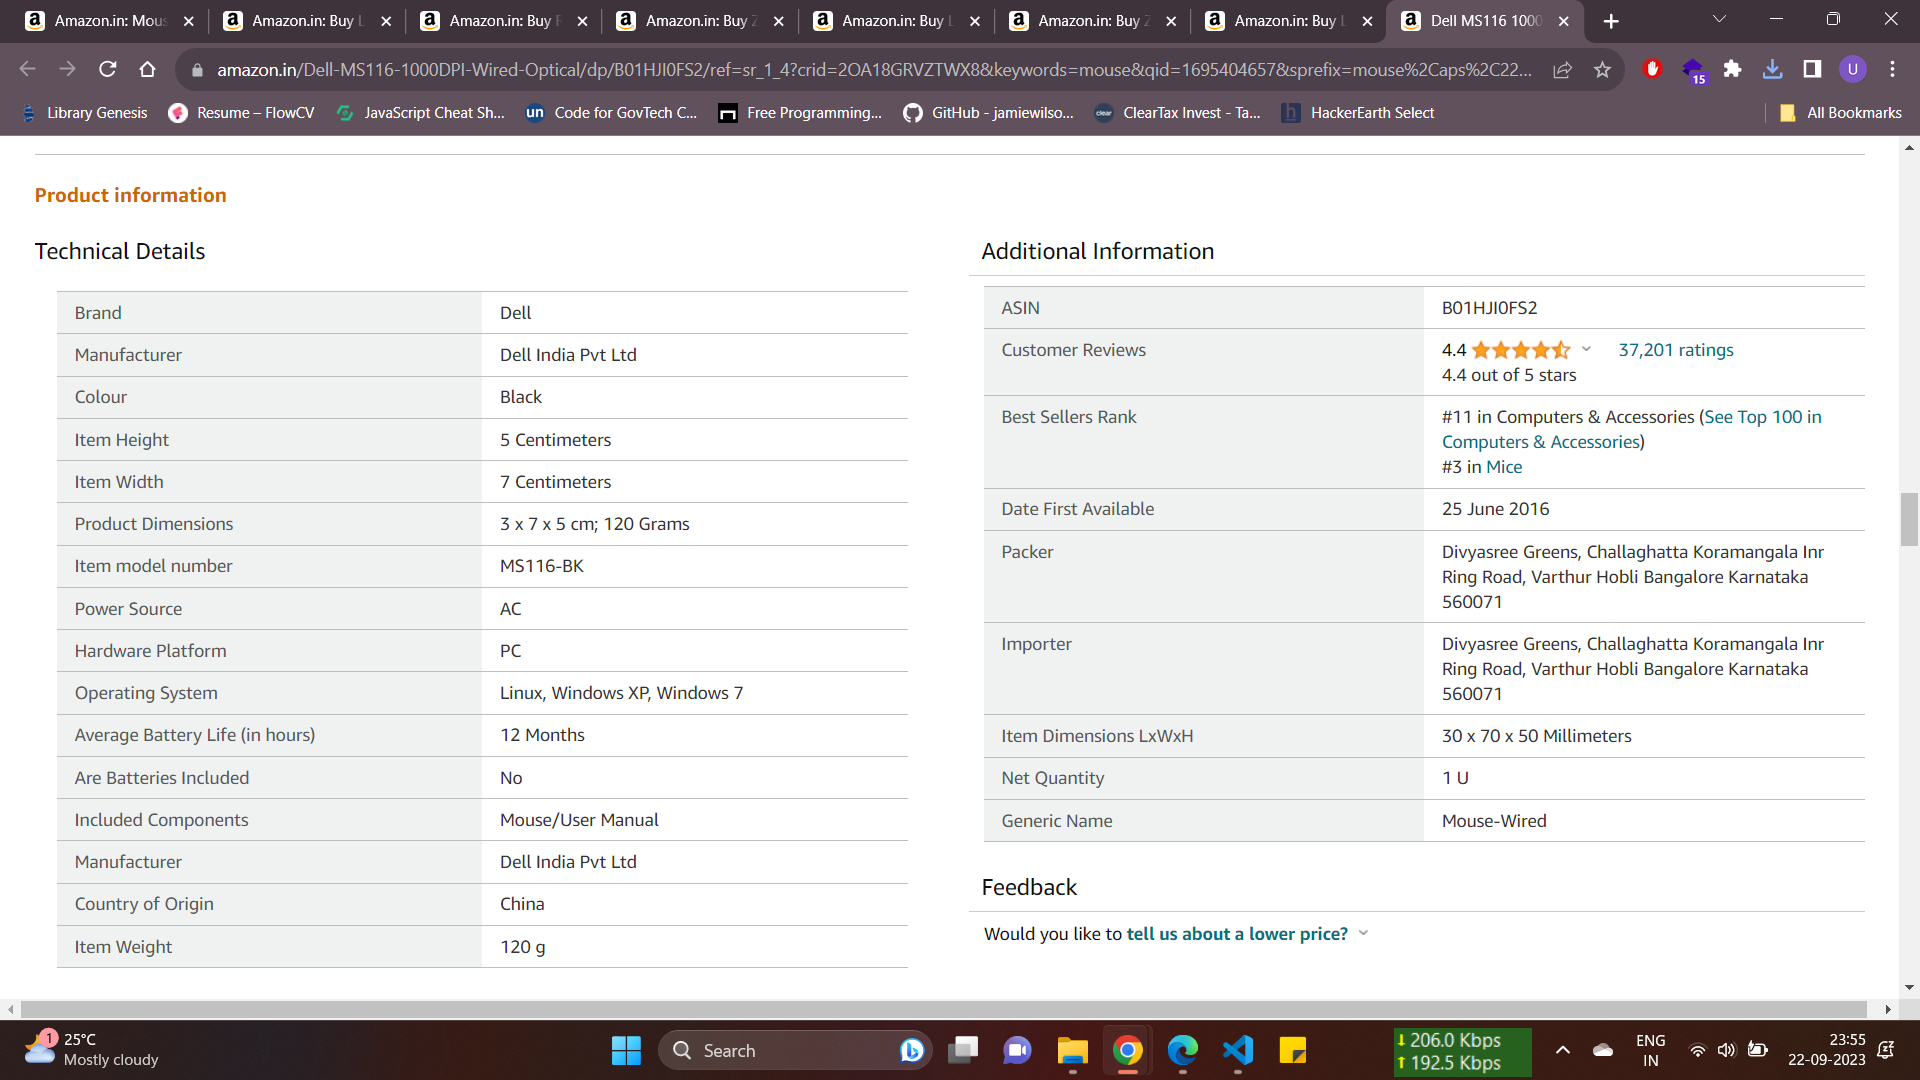 Amazon.in: Mous
Amazon.in: Buy L
Amazon.in: Buy F
Amazon.in: Buy Z
Amazon.in: Buy L
Amazon.in: Buy Z
Amazon.in: Buy L
Dell MS116 1000
amazon.in/Dell-MS116-1000DPI-Wired-Optical/dp/B01HJI0FS2/ref=sr_1_4?crid=2OA18GRVZTWX8&keywords=mouse&qid=1695404657&sprefix=mouse%2Caps%2C22...
15
U
Library Genesis
Resume – FlowCV
JavaScript Cheat Sh...
un
Code for GovTech C...
Free Programming...
GitHub - jamiewilso...
clear
ClearTax Invest - Ta...
h
HackerEarth Select
All Bookmarks
Product information
Technical Details
Brand Dell
Manufacturer Dell India Pvt Ltd
Colour Black
Item Height 5 Centimeters
Item Width 7 Centimeters
Product Dimensions 3 x 7 x 5 cm; 120 Grams
Item model number MS116-BK
Power Source AC
Hardware Platform PC
Operating System Linux, Windows XP, Windows 7
Average Battery Life (in hours) 12 Months
Are Batteries Included No
Included Components Mouse/User Manual
Manufacturer Dell India Pvt Ltd
Country of Origin China
Item Weight 120 g
Additional Information
ASIN B01HJI0FS2
Customer Reviews 4.4 37,201 ratings
4.4 out of 5 stars
Best Sellers Rank #11 in Computers & Accessories (See Top 100 in
Computers & Accessories)
#3 in Mice
Date First Available 25 June 2016
Packer Divyasree Greens, Challaghatta Koramangala Inr
Ring Road, Varthur Hobli Bangalore Karnataka
560071
Importer Divyasree Greens, Challaghatta Koramangala Inr
Ring Road, Varthur Hobli Bangalore Karnataka
560071
Item Dimensions LxWxH 30 x 70 x 50 Millimeters
Net Quantity 1 U
Generic Name Mouse-Wired
Feedback
Would you like to tell us about a lower price?
1
25°C
Mostly cloudy
Search
206.0 Kbps
192.5 Kbps
ENG
IN
23:55
22-09-2023